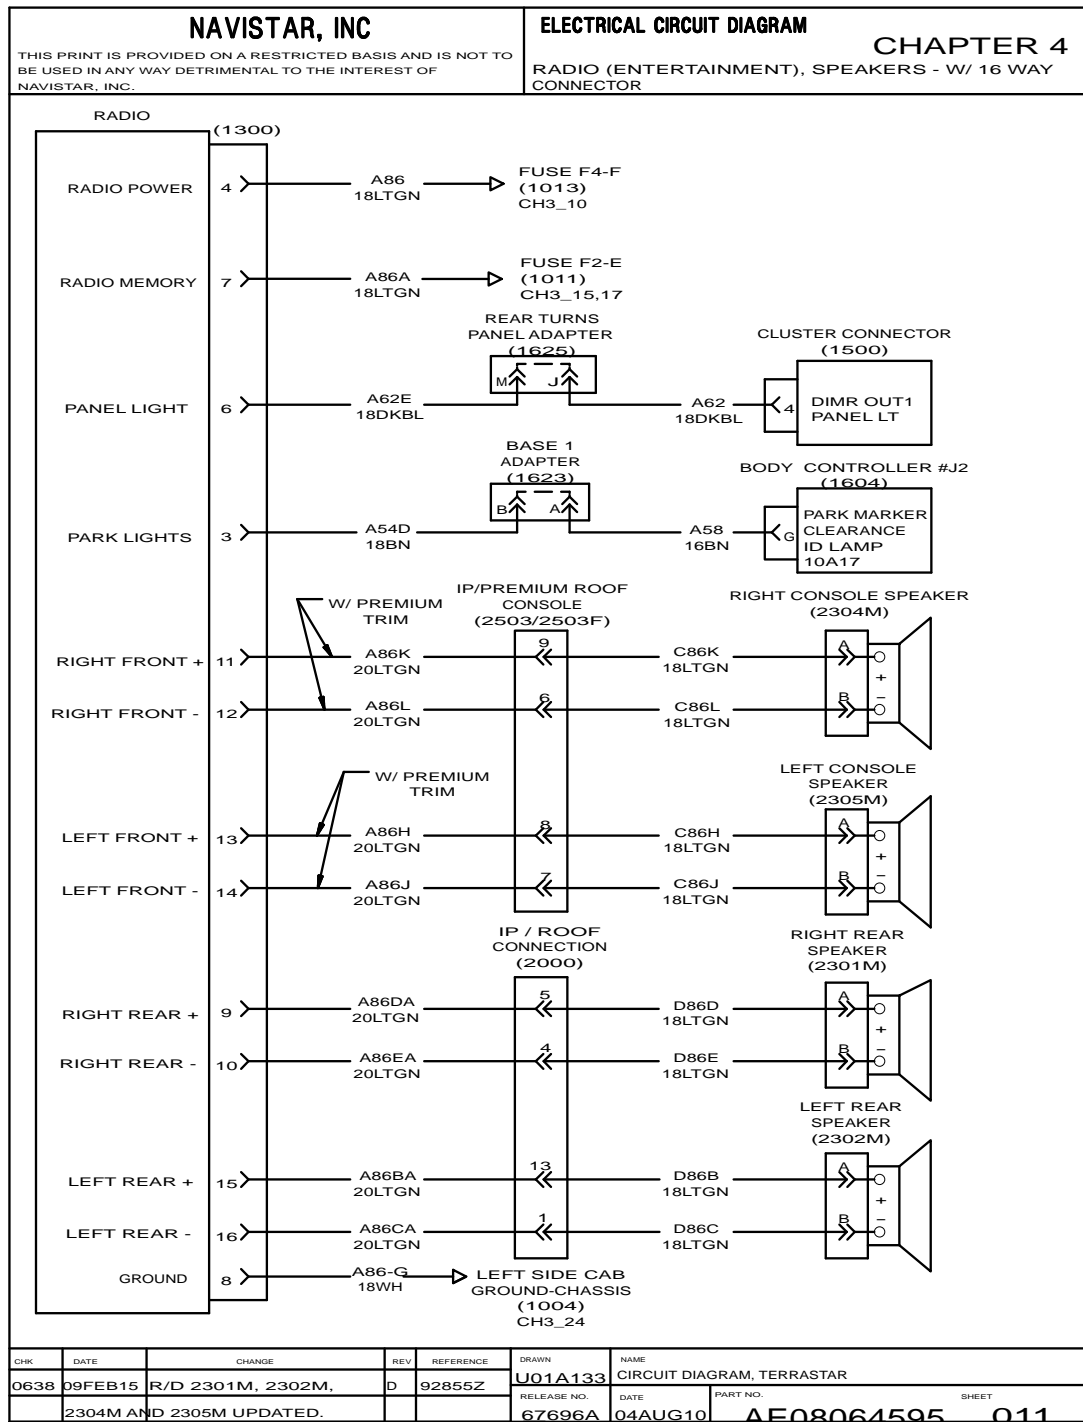 NAVISTAR, INC
THIS PRINT IS PROVIDED ON A RESTRICTED BASIS AND IS NOT TO
BE USED IN ANY WAY DETRIMENTAL TO THE INTEREST OF
NAVISTAR, INC.
ELECTRICAL CIRCUIT DIAGRAM
CHAPTER 4
RADIO (ENTERTAINMENT), SPEAKERS - W/ 16 WAY
CONNECTOR
RADIO
(1300)
RADIO POWER 4 A86 FUSE F4-F
18LTGN (1013)
CH3_10
RADIO MEMORY 7 A86A FUSE F2-E
18LTGN (1011)
CH3_15,17
REAR TURNS
PANEL ADAPTER
(1625)
M J
CLUSTER CONNECTOR
(1500)
PANEL LIGHT 6 A62E A62 4 DIMR OUT1
18DKBL 18DKBL PANEL LT
BASE 1
ADAPTER
(1623)
B A
BODY CONTROLLER #J2
(1604)
PARK LIGHTS 3 A54D A58 G PARK MARKER
18BN 16BN CLEARANCE
ID LAMP
10A17
W/ PREMIUM
TRIM
IP/PREMIUM ROOF
CONSOLE
(2503/2503F)
RIGHT CONSOLE SPEAKER
(2304M)
RIGHT FRONT + 11 A86K 9 C86K A
20LTGN 18LTGN +
RIGHT FRONT - 12 A86L 6 C86L B -
20LTGN 18LTGN
W/ PREMIUM
TRIM
LEFT CONSOLE
SPEAKER
(2305M)
LEFT FRONT + 13 A86H 8 C86H A
20LTGN 18LTGN +
LEFT FRONT - 14 A86J 7 C86J B -
20LTGN 18LTGN
IP / ROOF
CONNECTION
(2000)
RIGHT REAR
SPEAKER
(2301M)
RIGHT REAR + 9 A86DA 5 D86D A
20LTGN 18LTGN +
RIGHT REAR - 10 A86EA 4 D86E B -
20LTGN 18LTGN
LEFT REAR
SPEAKER
(2302M)
LEFT REAR + 15 A86BA 13 D86B A
20LTGN 18LTGN +
LEFT REAR - 16 A86CA 1 D86C B -
20LTGN 18LTGN
GROUND 8 A86-G LEFT SIDE CAB
18WH GROUND-CHASSIS
(1004)
CH3_24
CHK DATE CHANGE REV REFERENCE
0638 09FEB15 R/D 2301M, 2302M, D 92855Z
2304M AND 2305M UPDATED.
DRAWN NAME
U01A133 CIRCUIT DIAGRAM, TERRASTAR
RELEASE NO. DATE PART NO. SHEET
67696A 04AUG10 AE08064595 011